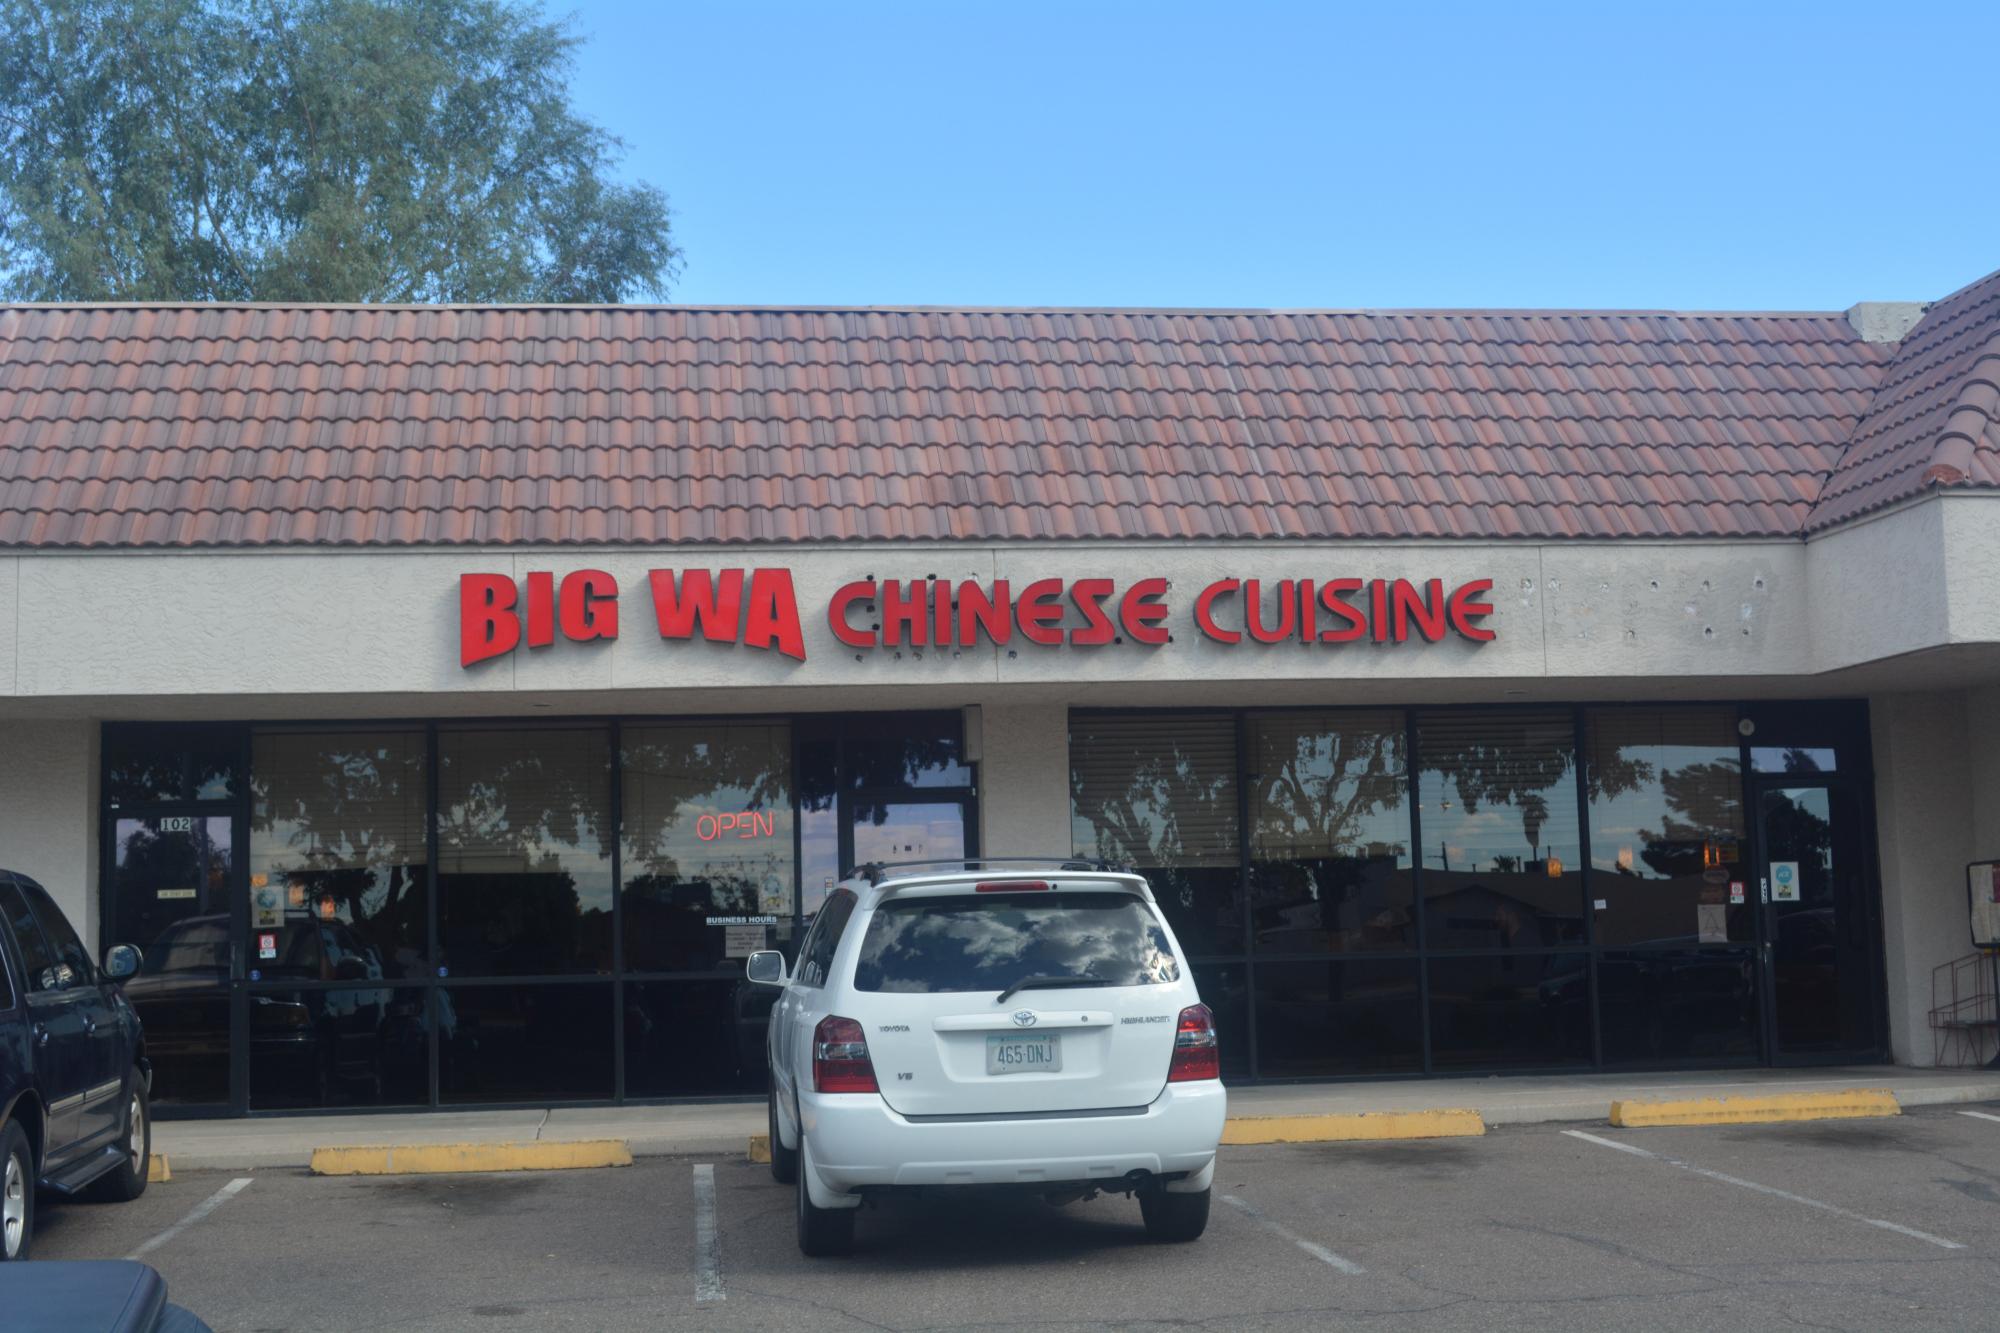 BIG WA CHINESE CUISINE
102
OPEN
BUSINESS HOURS
TOYOTA
HIGHLANDER
465·DNJ
V6